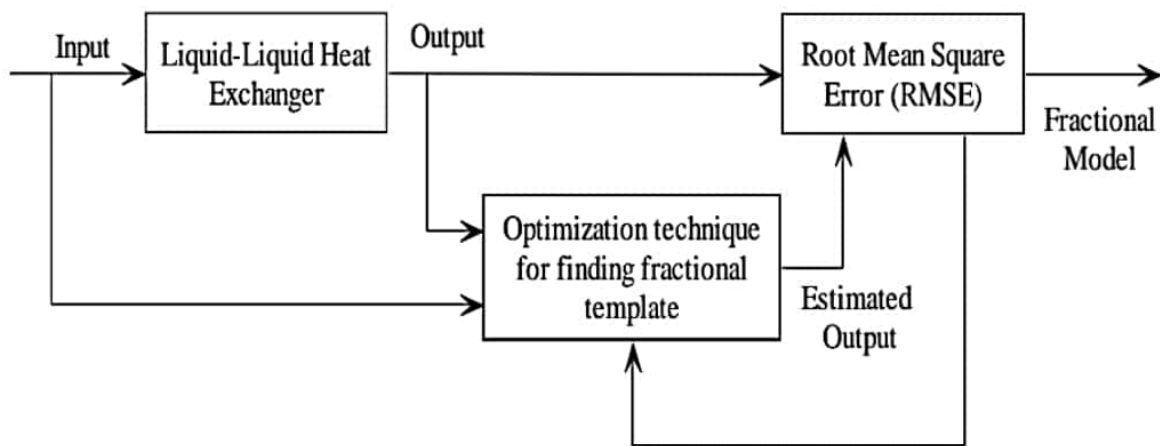 Input
Liquid-Liquid Heat
Exchanger
Output
Root Mean Square
Error (RMSE)
Fractional
Model
Optimization technique
for finding fractional
template
Estimated
Output